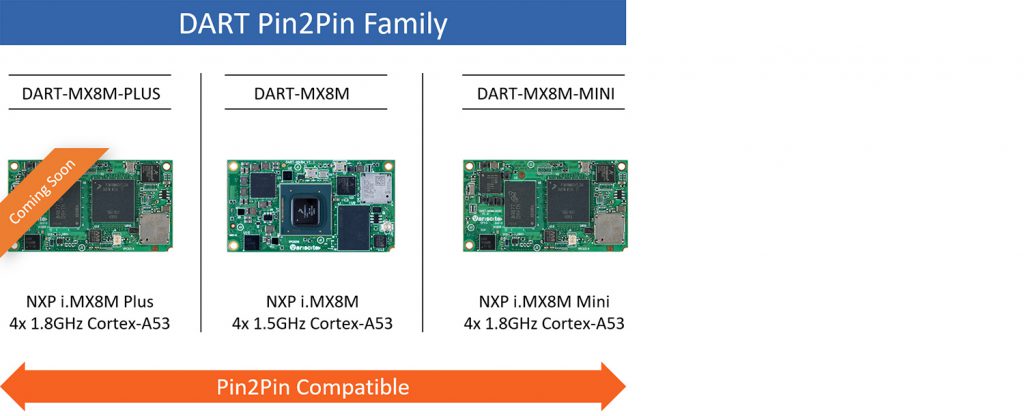 DART Pin2Pin Family
DART-MX8M-PLUS
DART-MX8M
DART-MX8M-MINI
Coming Soon
NXP i.MX8M Plus
4x 1.8GHz Cortex-A53
NXP i.MX8M
4x 1.5GHz Cortex-A53
NXP i.MX8M Mini
4x 1.8GHz Cortex-A53
Pin2Pin Compatible